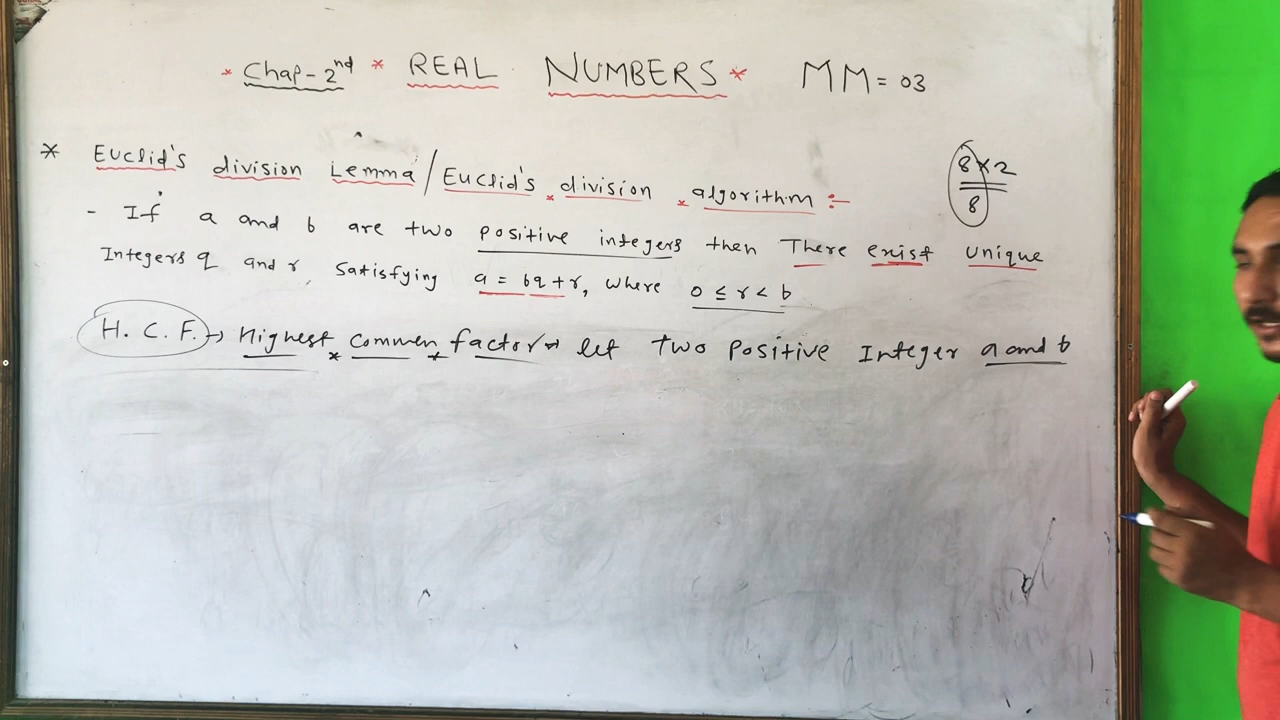 * Chap-2nd * REAL NUMBERS * MM = 03
* Euclid's division Lemma / Euclid's division algorithm :-
8 × 2
8
- If a and b are two positive integers then There exist unique
Integers q and r satisfying a = bq + r, where 0 ≤ r < b
H. C. F. → Highest commen factor → let two positive Integer a and b